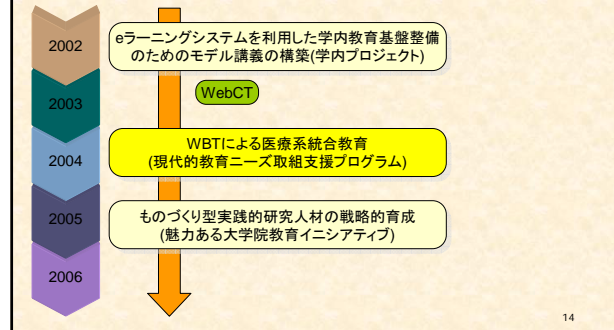 2002
eラーニングシステムを利用した学内教育基盤整備
のためのモデル講義の構築(学内プロジェクト)
2003
WebCT
2004
WBTによる医療系統合教育
(現代的教育ニーズ取組支援プログラム)
2005
ものづくり型実践的研究人材の戦略的育成
(魅力ある大学院教育イニシアティブ)
2006
14